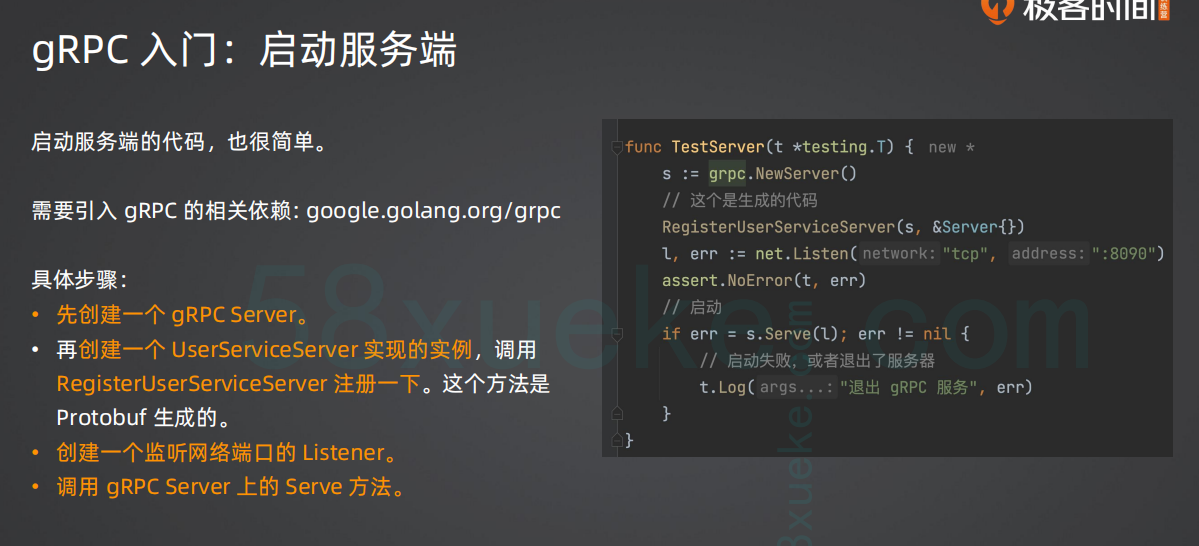 极客时间
gRPC 入门：启动服务端
启动服务端的代码，也很简单。
需要引入 gRPC 的相关依赖: google.golang.org/grpc
具体步骤：
• 先创建一个 gRPC Server。
• 再创建一个 UserServiceServer 实现的实例，调用
RegisterUserServiceServer 注册一下。这个方法是
Protobuf 生成的。
• 创建一个监听网络端口的 Listener。
• 调用 gRPC Server 上的 Serve 方法。
func TestServer(t *testing.T) { new *
s := grpc.NewServer()
// 这个是生成的代码
RegisterUserServiceServer(s, &Server{})
l, err := net.Listen( network: "tcp", address: ":8090")
assert.NoError(t, err)
// 启动
if err = s.Serve(l); err != nil {
// 启动失败，或者退出了服务器
t.Log( args...: "退出 gRPC 服务", err)
}
}
58xueke.com
8xueke.com